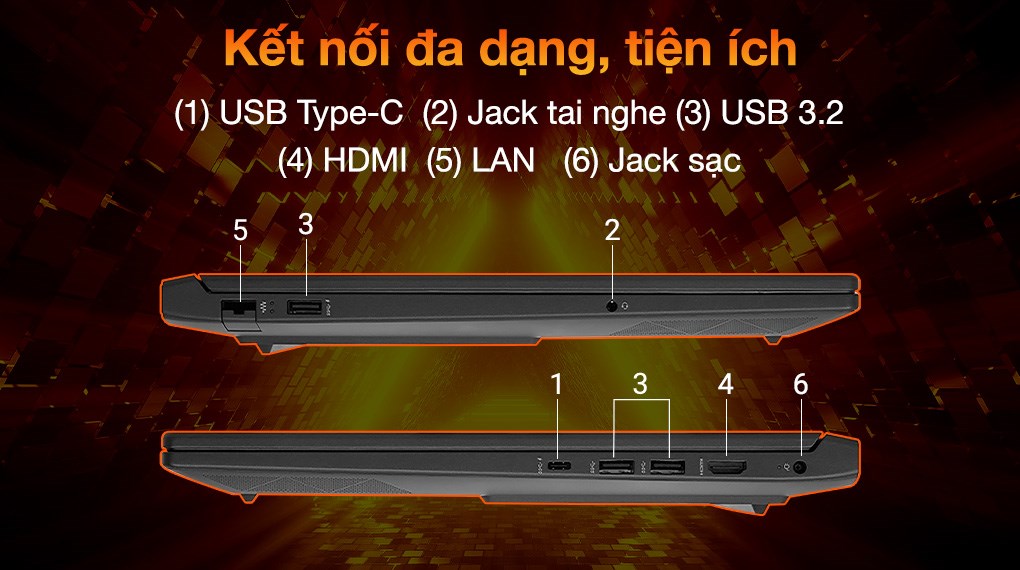 Kết nối đa dạng, tiện ích
(1) USB Type-C (2) Jack tai nghe (3) USB 3.2
(4) HDMI (5) LAN (6) Jack sạc
5 3 2
1 3 4 6